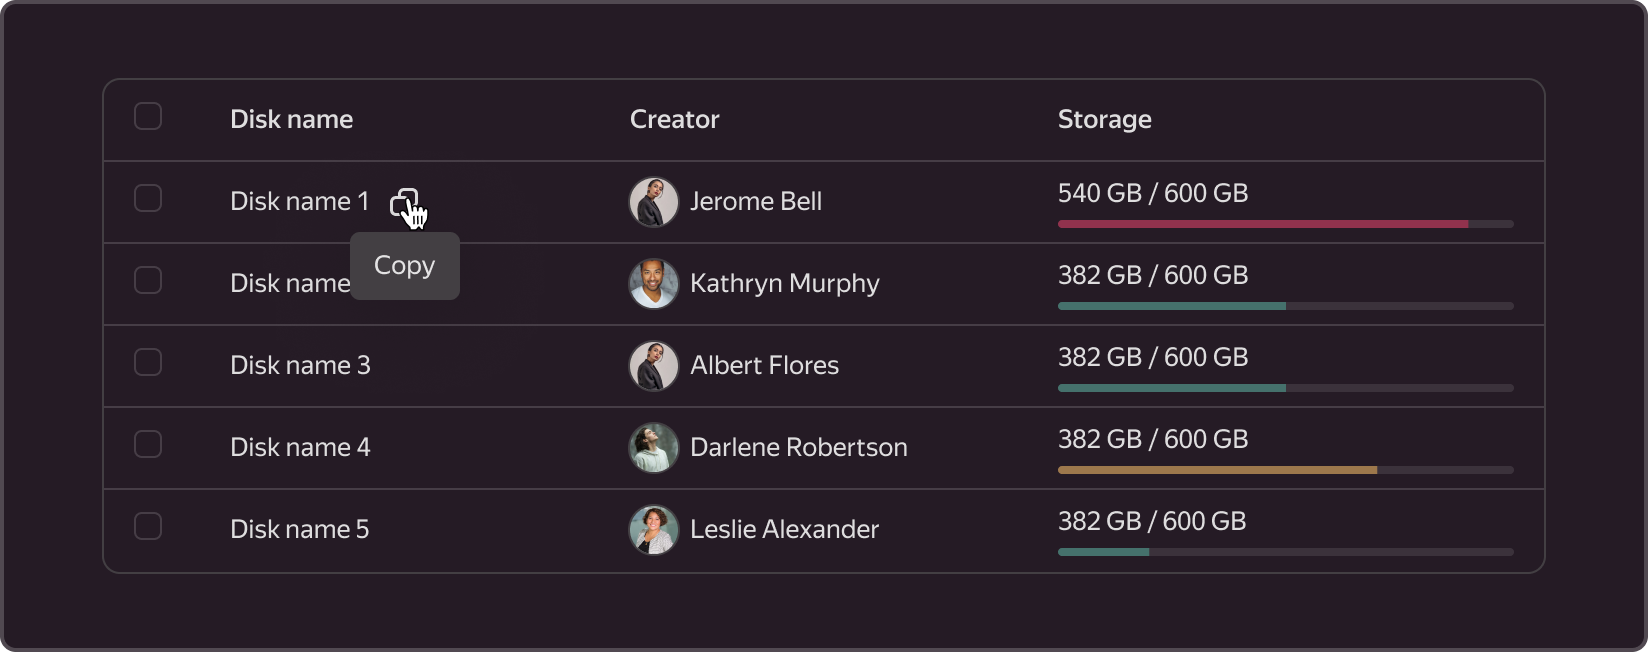 Disk name Creator Storage
Disk name 1 Jerome Bell 540 GB / 600 GB
Copy
Disk name Kathryn Murphy 382 GB / 600 GB
Disk name 3 Albert Flores 382 GB / 600 GB
Disk name 4 Darlene Robertson 382 GB / 600 GB
Disk name 5 Leslie Alexander 382 GB / 600 GB